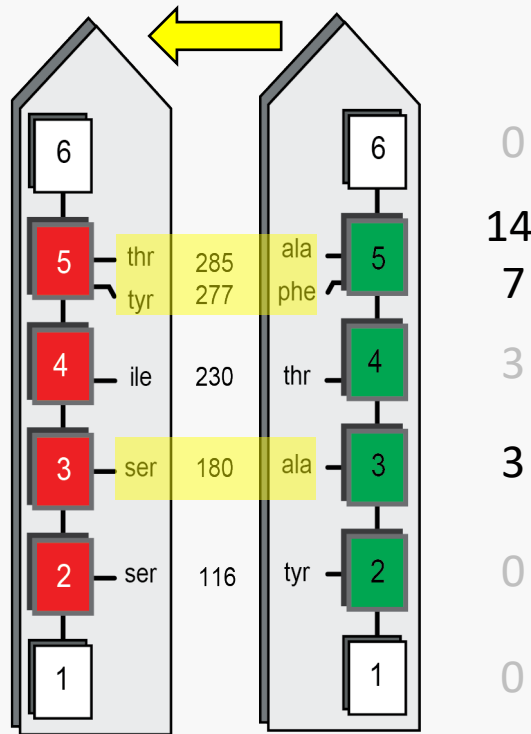 6 6 0
14
5 thr 285 ala 5
tyr 277 phe 7
4 ile 230 thr 4 3
3 ser 180 ala 3 3
2 ser 116 tyr 2 0
1 1 0